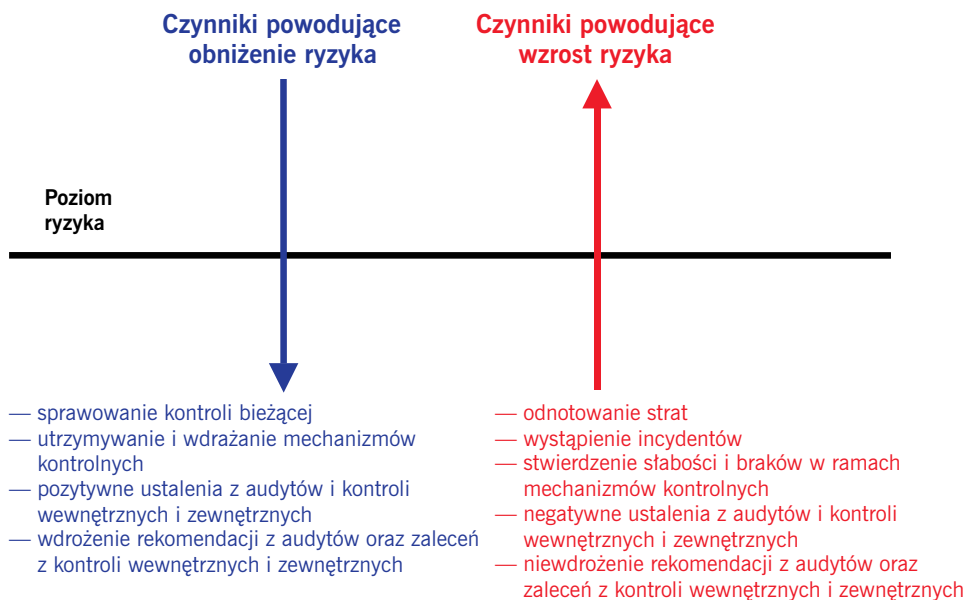 Czynniki powodujące
obniżenie ryzyka
Czynniki powodujące
wzrost ryzyka
Poziom
ryzyka
— sprawowanie kontroli bieżącej
— utrzymywanie i wdrażanie mechanizmów
kontrolnych
— pozytywne ustalenia z audytów i kontroli
wewnętrznych i zewnętrznych
— wdrożenie rekomendacji z audytów oraz zaleceń
z kontroli wewnętrznych i zewnętrznych
— odnotowanie strat
— wystąpienie incydentów
— stwierdzenie słabości i braków w ramach
mechanizmów kontrolnych
— negatywne ustalenia z audytów i kontroli
wewnętrznych i zewnętrznych
— niewdrożenie rekomendacji z audytów oraz
zaleceń z kontroli wewnętrznych i zewnętrznych